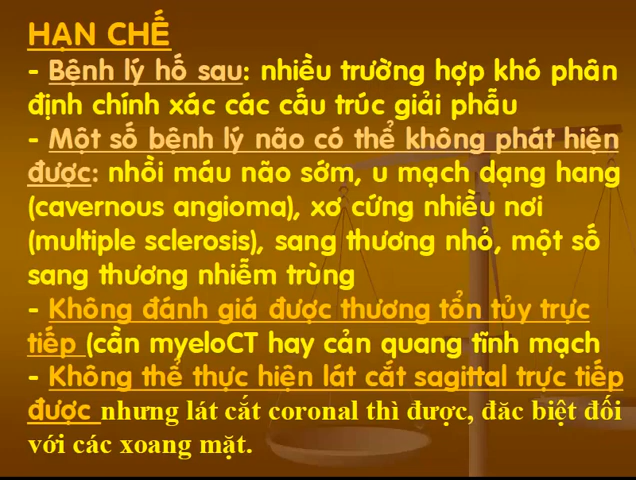 HẠN CHẾ
- Bệnh lý hố sau: nhiều trường hợp khó phân
định chính xác các cấu trúc giải phẫu
- Một số bệnh lý não có thể không phát hiện
được: nhồi máu não sớm, u mạch dạng hang
(cavernous angioma), xơ cứng nhiều nơi
(multiple sclerosis), sang thương nhỏ, một số
sang thương nhiễm trùng
- Không đánh giá được thương tổn tủy trực
tiếp (cần myeloCT hay cản quang tĩnh mạch
- Không thể thực hiện lát cắt sagittal trực tiếp
được nhưng lát cắt coronal thì được, đăc biệt đối
với các xoang mặt.